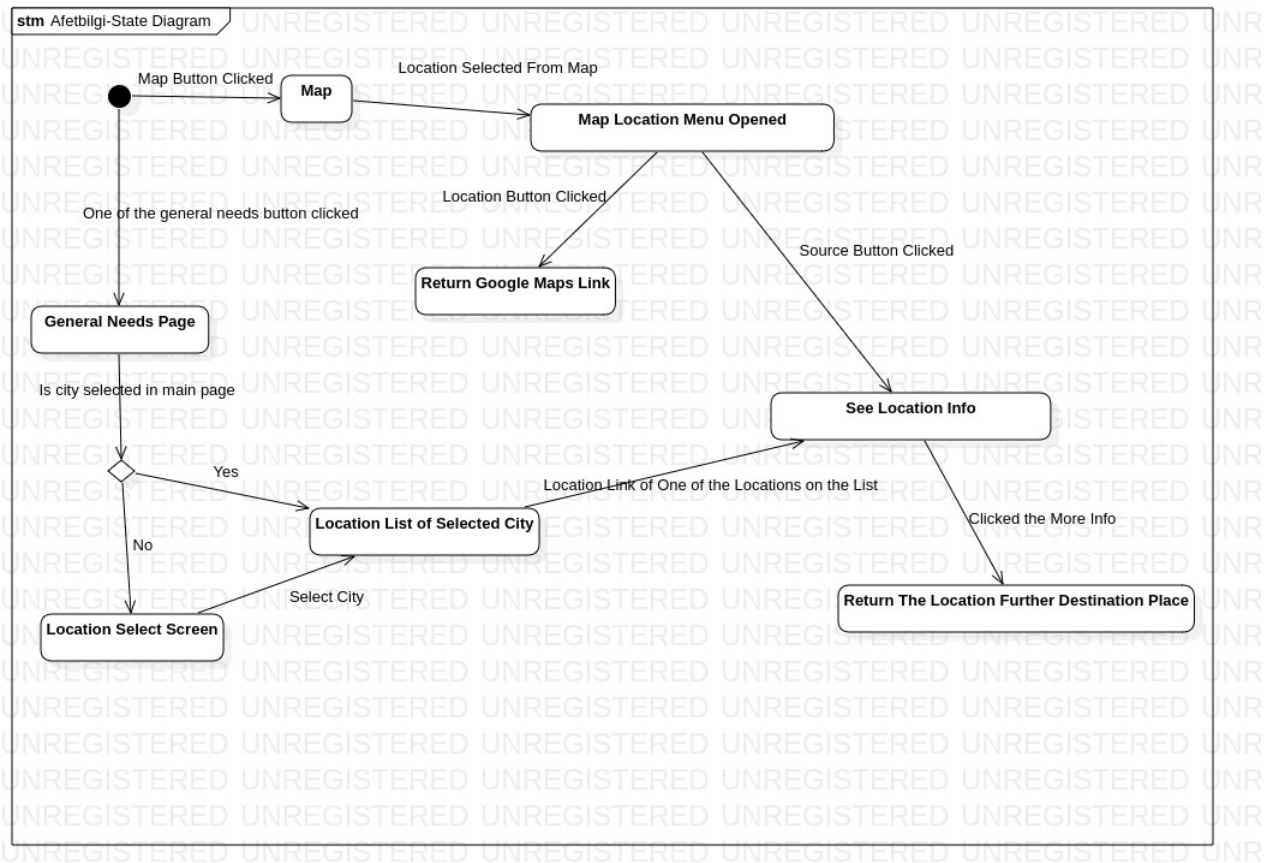 stm Afetbilgi-State Diagram
Map Button Clicked
Location Selected From Map
Map
Map Location Menu Opened
Location Button Clicked
One of the general needs button clicked
Source Button Clicked
Return Google Maps Link
General Needs Page
Is city selected in main page
See Location Info
Yes
Location Link of One of the Locations on the List
Location List of Selected City
Clicked the More Info
No
Select City
Return The Location Further Destination Place
Location Select Screen
UNREGISTERED